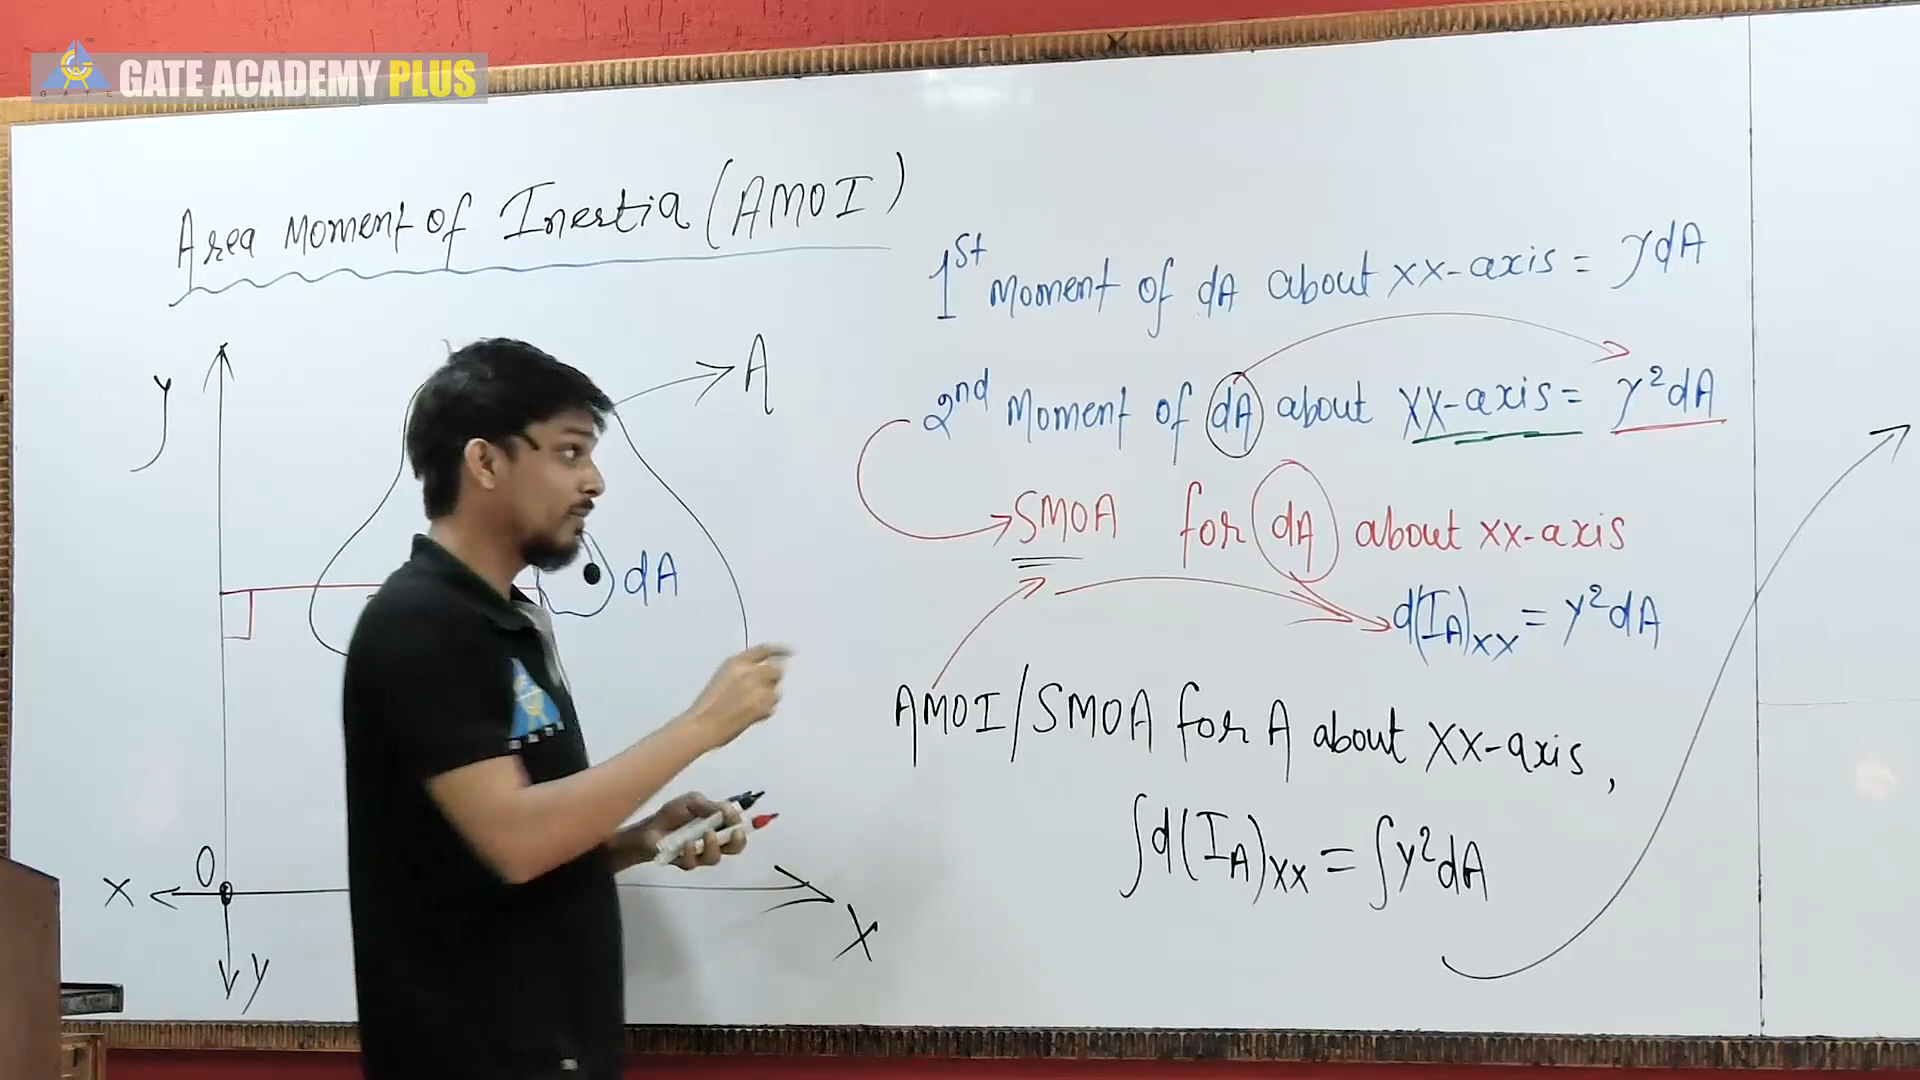 GATE ACADEMY PLUS
GATE
Area Moment of Inertia (AMOI)
1st Moment of dA about xx-axis = ydA
2nd Moment of dA about xx-axis = y²dA
SMOA for dA about xx-axis
d(IA)xx = y²dA
AMOI/SMOA for A about XX-axis,
∫d(IA)xx = ∫y²dA
y
A
dA
O
x
X
y